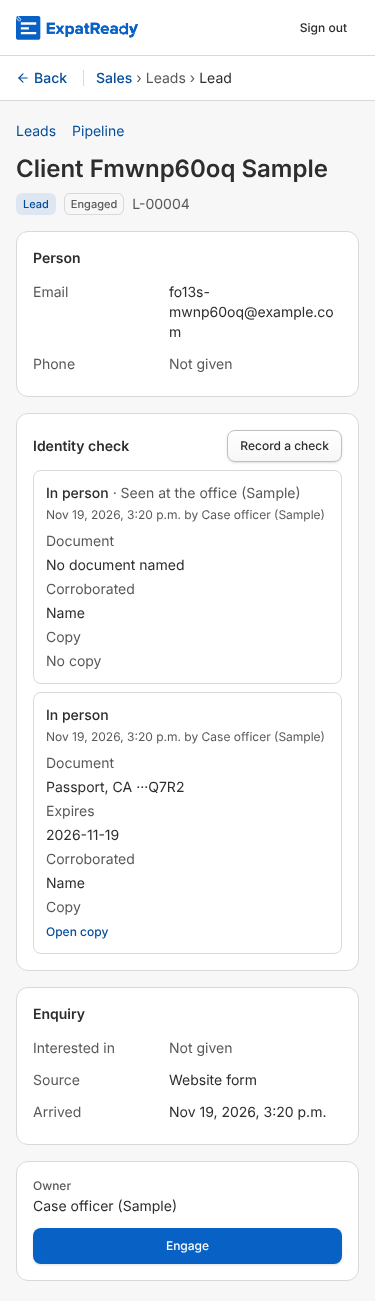 ExpatReady
Sign out
← Back
Sales › Leads › Lead
Leads
Pipeline
Client Fmwnp60oq Sample
Lead
Engaged
L-00004
Person
Email
fo13s-
mwnp60oq@example.co
m
Phone
Not given
Identity check
Record a check
In person · Seen at the office (Sample)
Nov 19, 2026, 3:20 p.m. by Case officer (Sample)
Document
No document named
Corroborated
Name
Copy
No copy
In person
Nov 19, 2026, 3:20 p.m. by Case officer (Sample)
Document
Passport, CA ···Q7R2
Expires
2026-11-19
Corroborated
Name
Copy
Open copy
Enquiry
Interested in
Not given
Source
Website form
Arrived
Nov 19, 2026, 3:20 p.m.
Owner
Case officer (Sample)
Engage